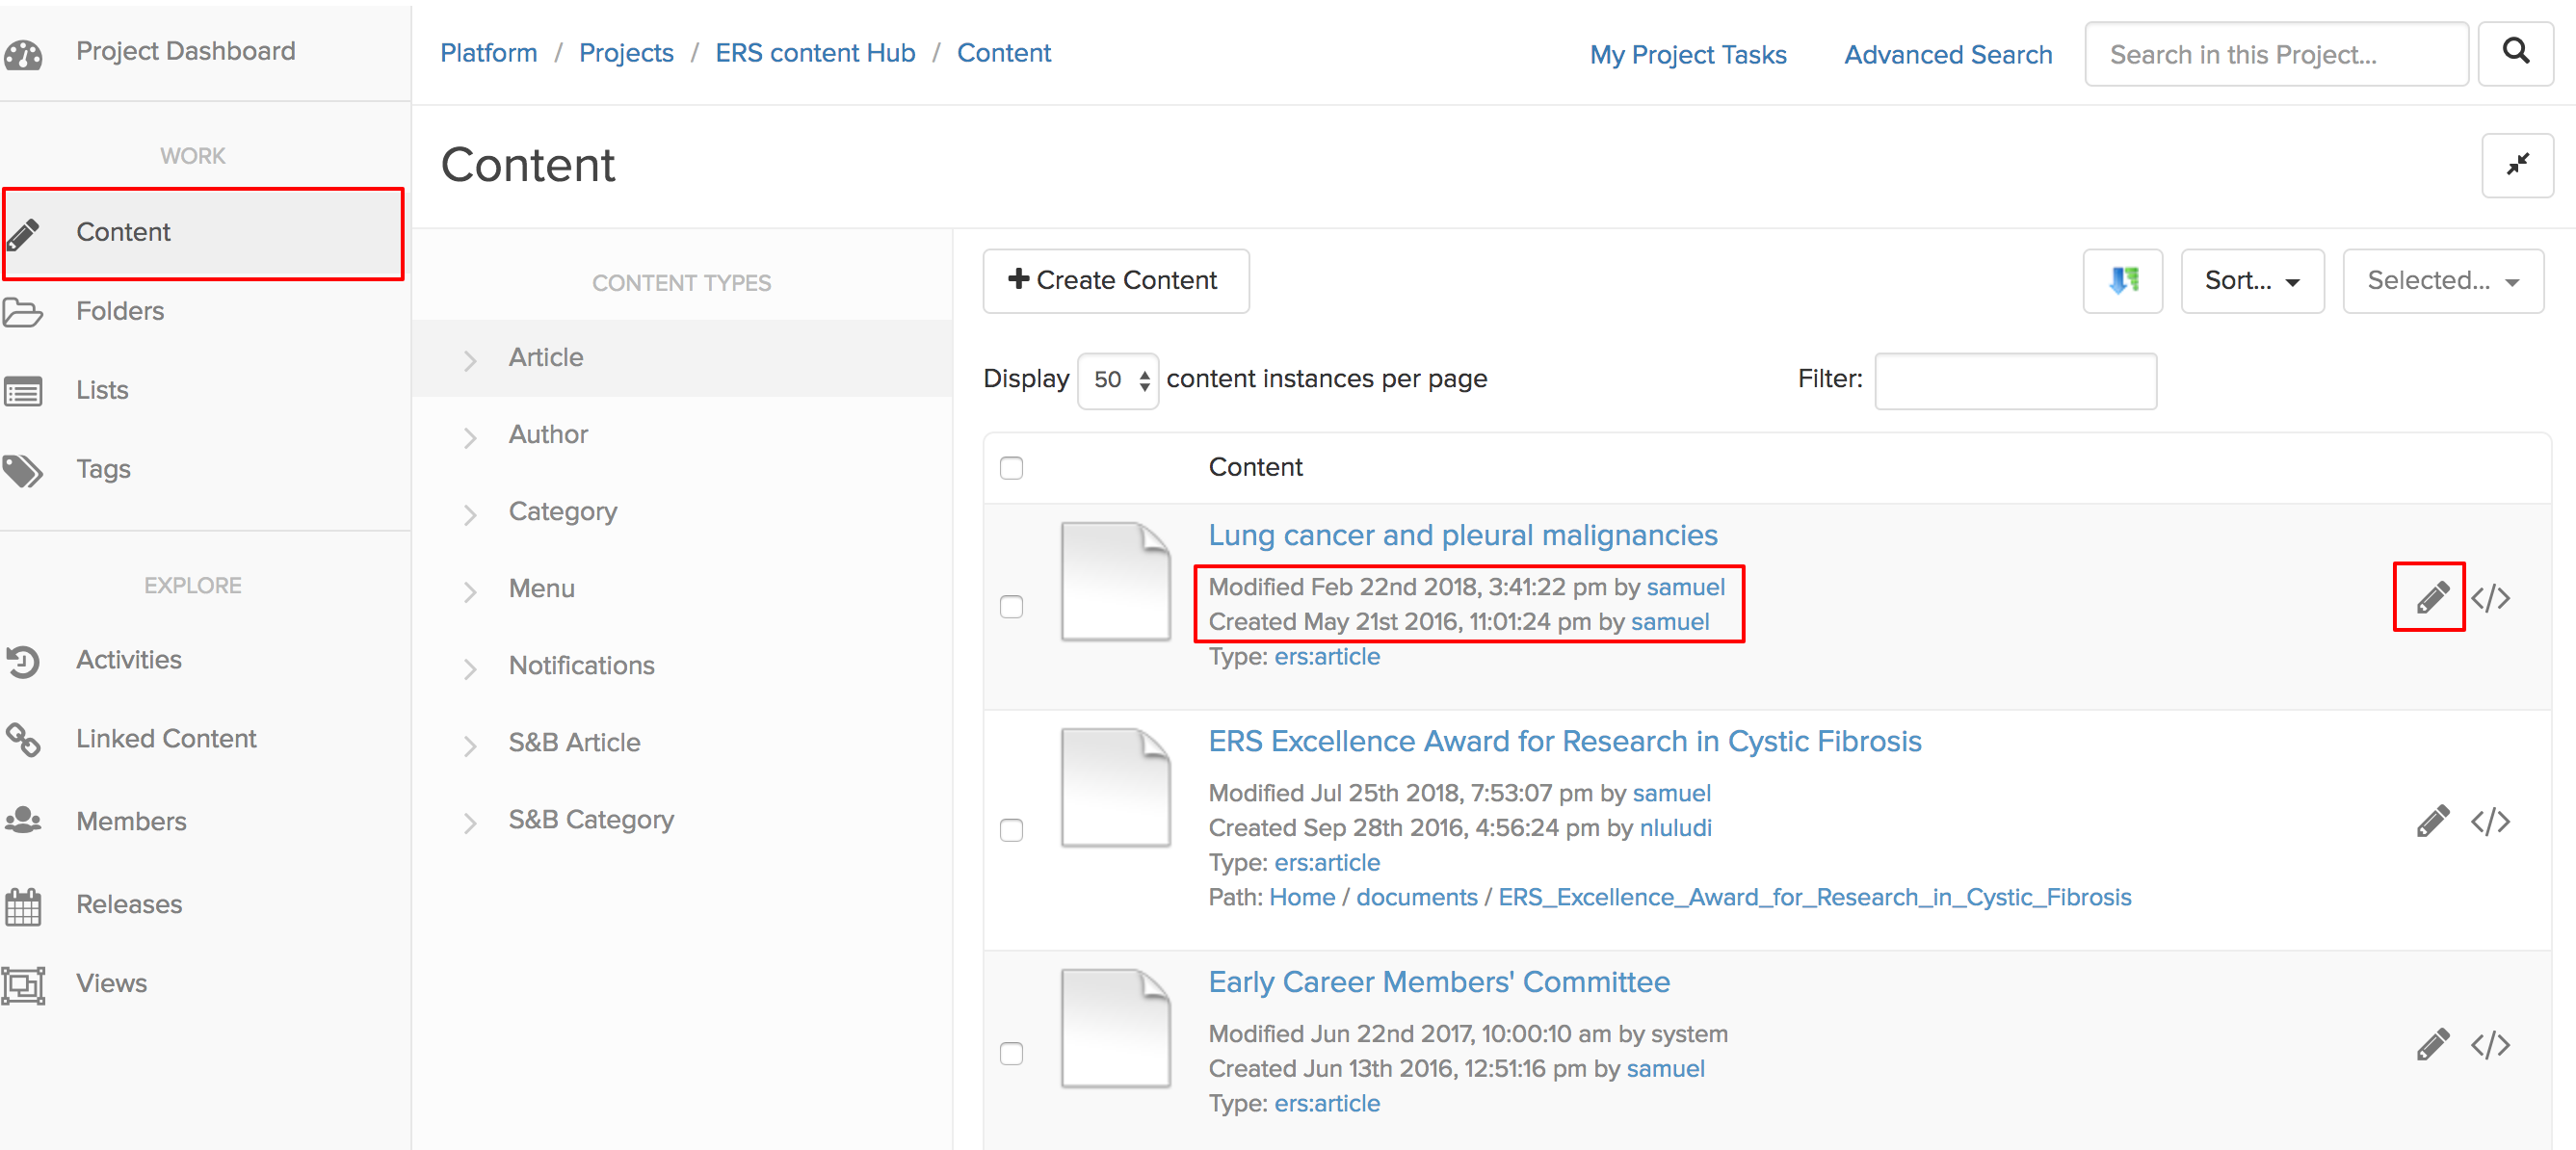 Project Dashboard
WORK
Content
Folders
Lists
Tags
EXPLORE
Activities
Linked Content
Members
Releases
Views
Platform / Projects / ERS content Hub / Content
My Project Tasks
Advanced Search
Search in this Project...
Content
CONTENT TYPES
Article
Author
Category
Menu
Notifications
S&B Article
S&B Category
+ Create Content
Sort...
Selected...
Display 50 content instances per page
Filter:
Content
Lung cancer and pleural malignancies
Modified Feb 22nd 2018, 3:41:22 pm by samuel
Created May 21st 2016, 11:01:24 pm by samuel
Type: ers:article
</>
ERS Excellence Award for Research in Cystic Fibrosis
Modified Jul 25th 2018, 7:53:07 pm by samuel
Created Sep 28th 2016, 4:56:24 pm by nluludi
Type: ers:article
Path: Home / documents / ERS_Excellence_Award_for_Research_in_Cystic_Fibrosis
</>
Early Career Members' Committee
Modified Jun 22nd 2017, 10:00:10 am by system
Created Jun 13th 2016, 12:51:16 pm by samuel
Type: ers:article
</>